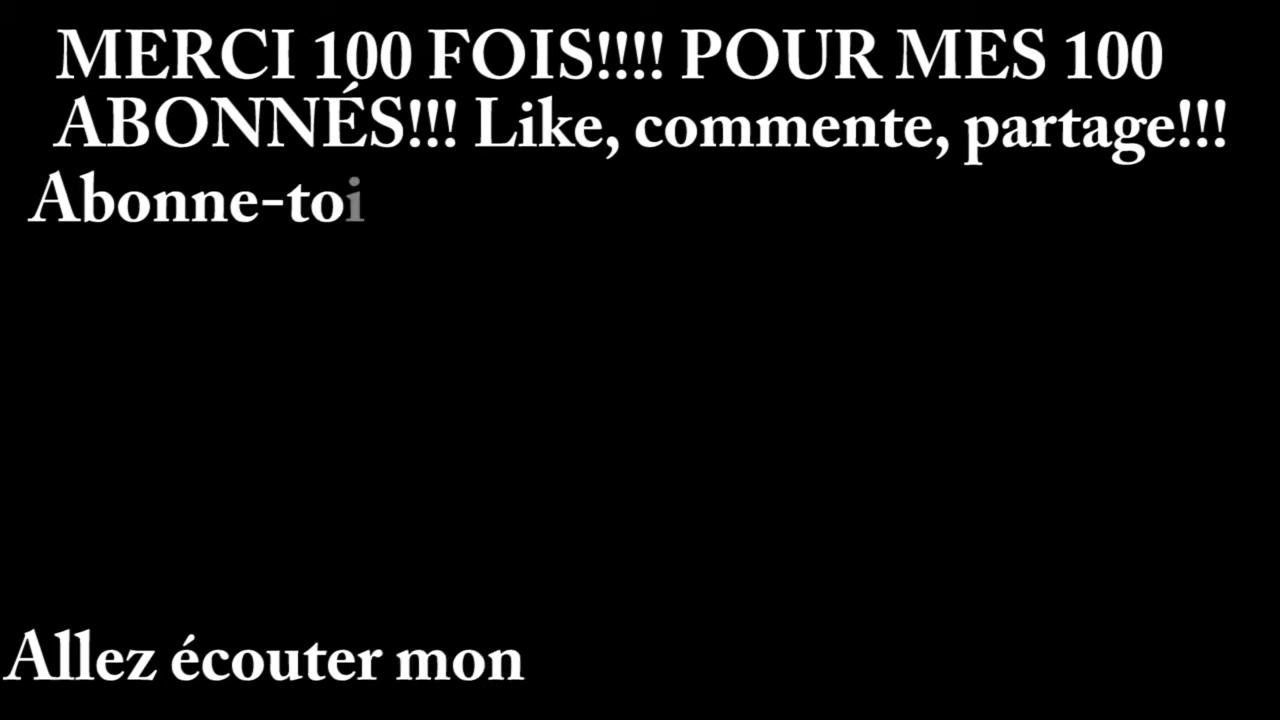 MERCI 100 FOIS!!!! POUR MES 100
ABONNÉS!!! Like, commente, partage!!!
Abonne-toi
Allez écouter mon